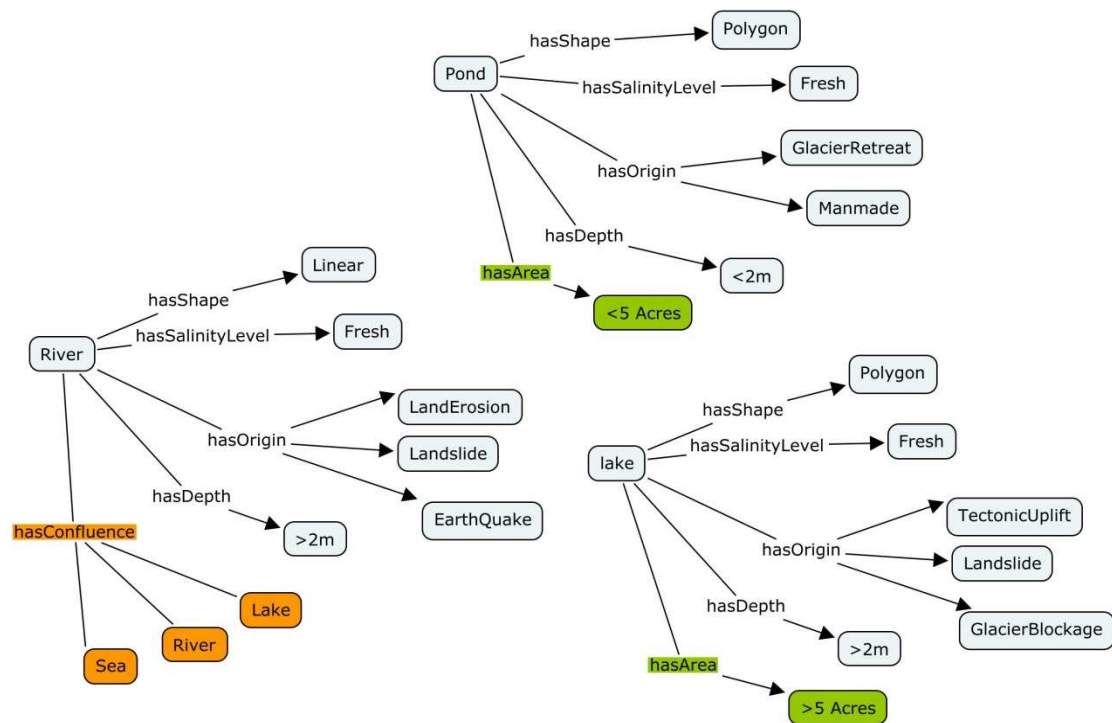 Polygon
hasShape
Pond
hasSalinityLevel
Fresh
GlacierRetreat
hasOrigin
Manmade
hasDepth
<2m
hasArea
<5 Acres
Linear
hasShape
hasSalinityLevel
Fresh
River
LandErosion
hasOrigin
Landslide
EarthQuake
hasDepth
>2m
hasConfluence
Lake
River
Sea
Polygon
hasShape
hasSalinityLevel
Fresh
lake
TectonicUplift
hasOrigin
Landslide
GlacierBlockage
hasDepth
>2m
hasArea
>5 Acres